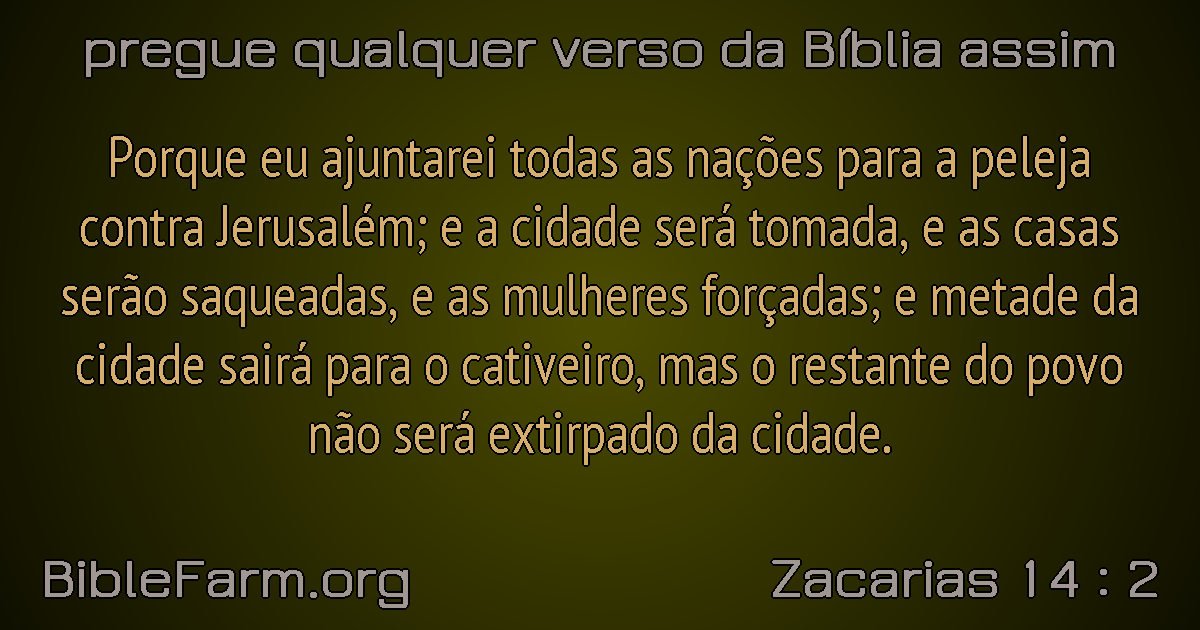 pregue qualquer verso da Bíblia assim
Porque eu ajuntarei todas as nações para a peleja
contra Jerusalém; e a cidade será tomada, e as casas
serão saqueadas, e as mulheres forçadas; e metade da
cidade sairá para o cativeiro, mas o restante do povo
não será extirpado da cidade.
BibleFarm.org
Zacarias 14 : 2